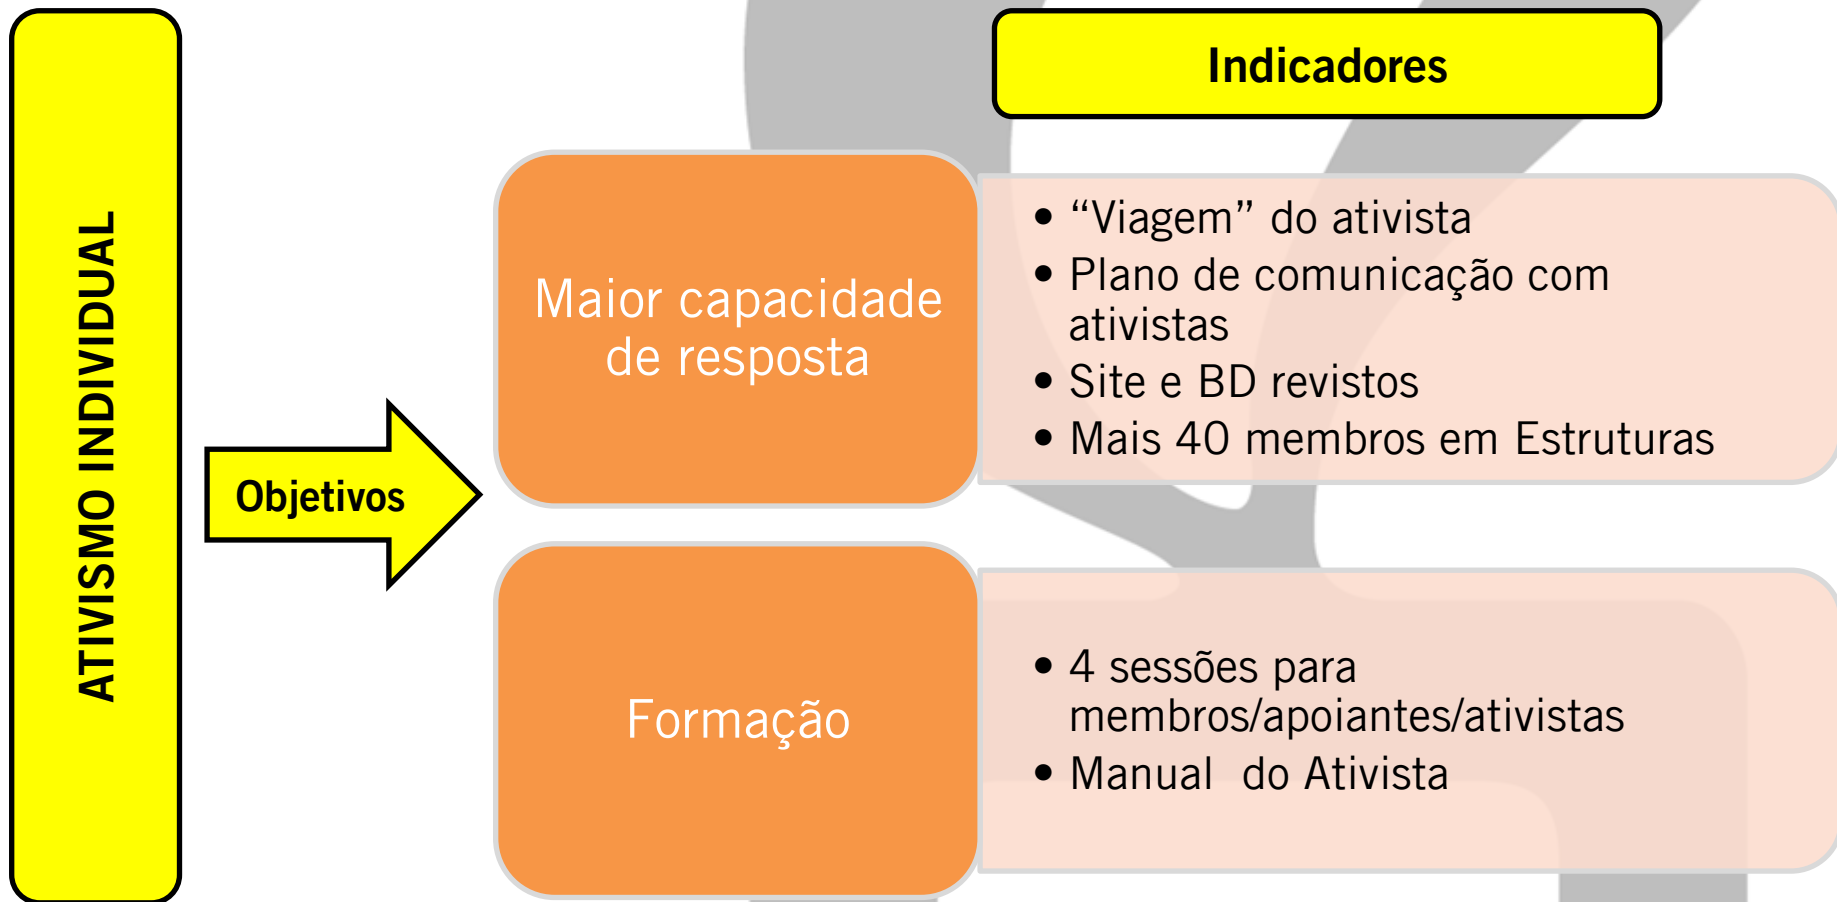 ATIVISMO INDIVIDUAL
Objetivos
Indicadores
Maior capacidade
de resposta
• “Viagem” do ativista
• Plano de comunicação com
ativistas
• Site e BD revistos
• Mais 40 membros em Estruturas
Formação
• 4 sessões para
membros/apoiantes/ativistas
• Manual  do Ativista